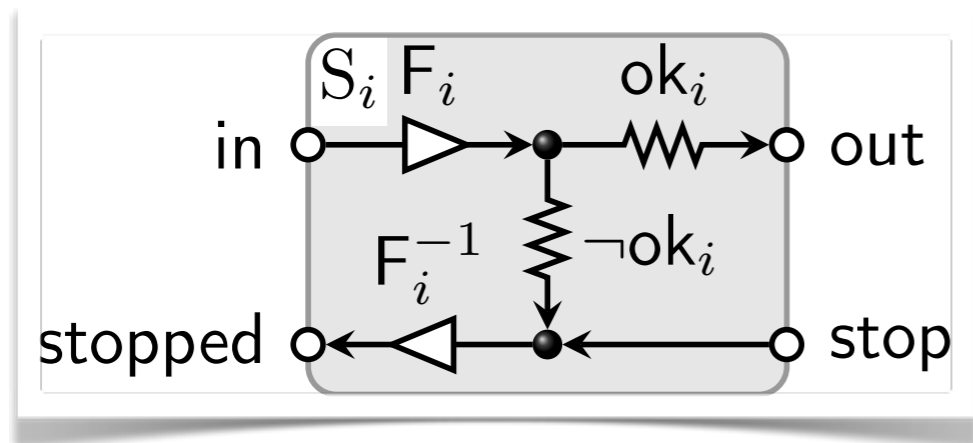 S_i F_i ok_i
in out
F_i^{-1} ¬ok_i
stopped stop